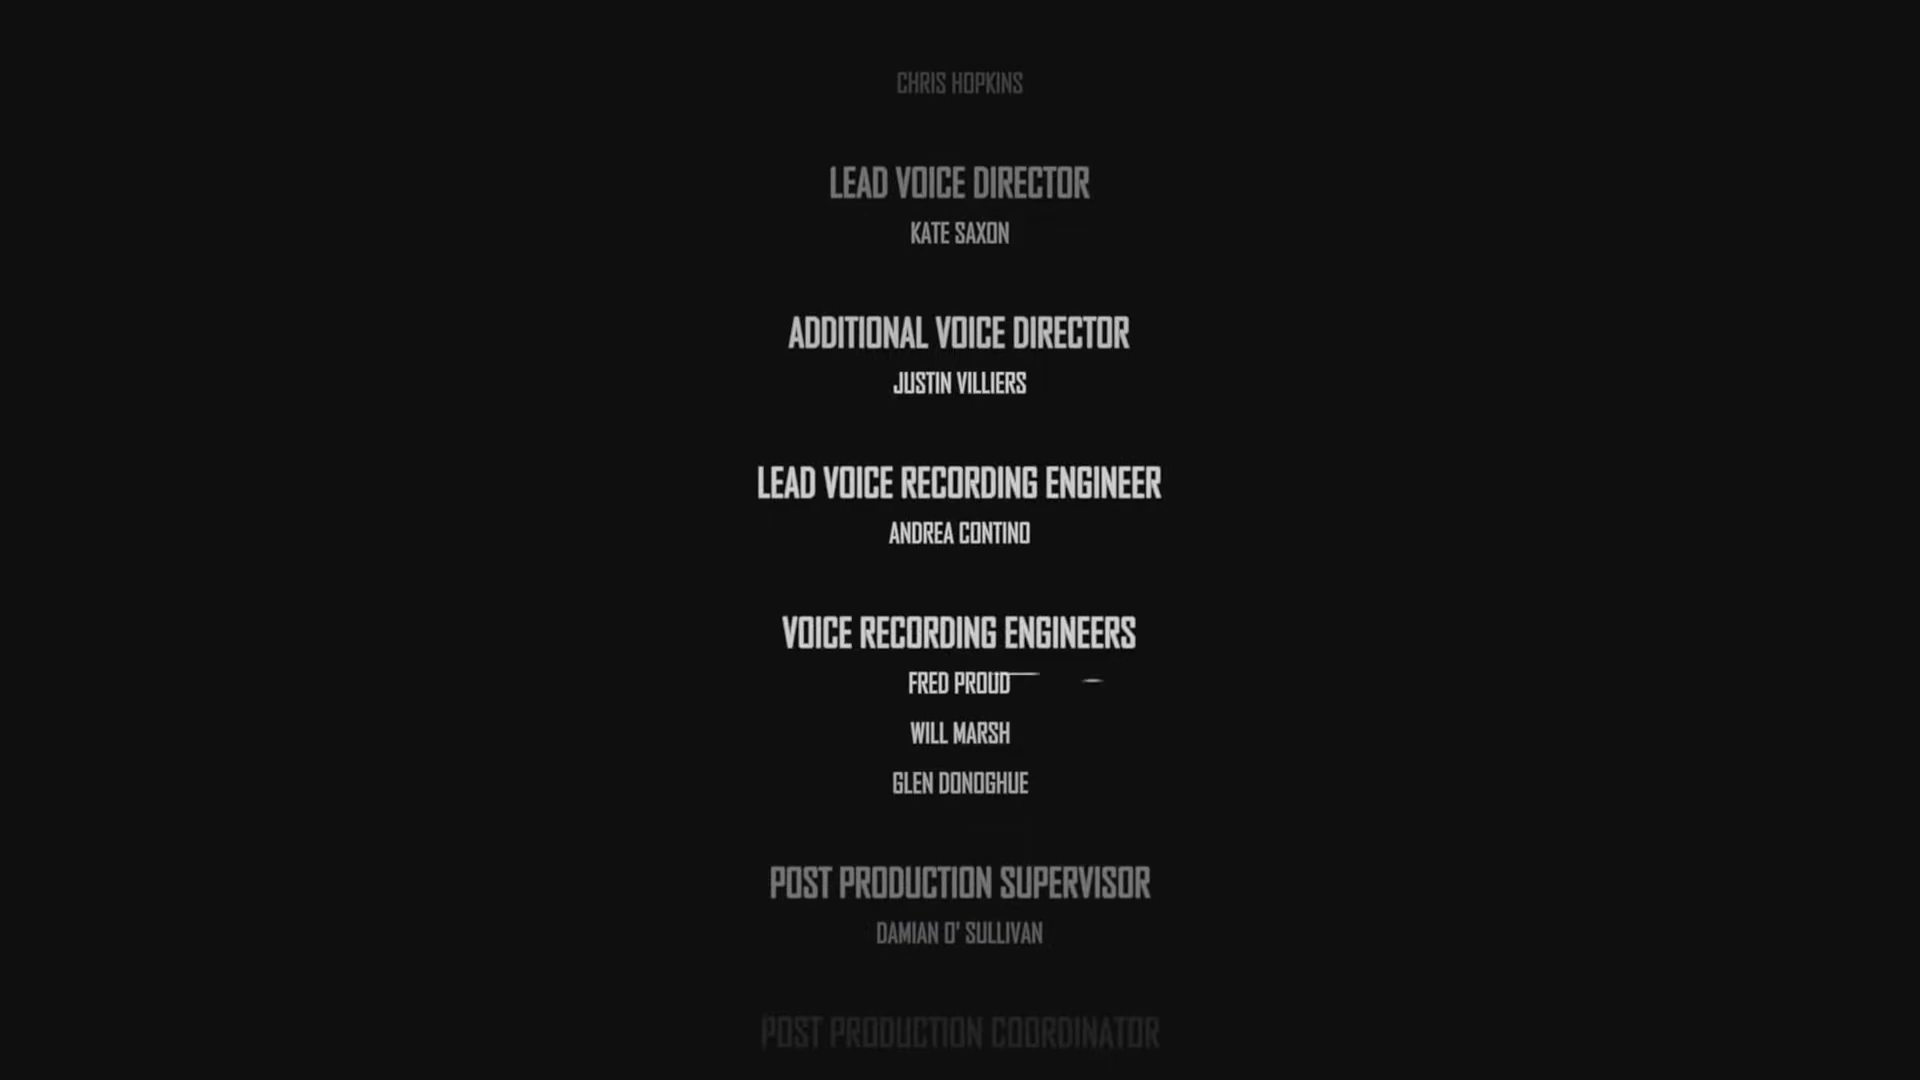 CHRIS HOPKINS
LEAD VOICE DIRECTOR
KATE SAXON
ADDITIONAL VOICE DIRECTOR
JUSTIN VILLIERS
LEAD VOICE RECORDING ENGINEER
ANDREA CONTINO
VOICE RECORDING ENGINEERS
FRED PROUD
WILL MARSH
GLEN DONOGHUE
POST PRODUCTION SUPERVISOR
DAMIAN O' SULLIVAN
POST PRODUCTION COORDINATOR